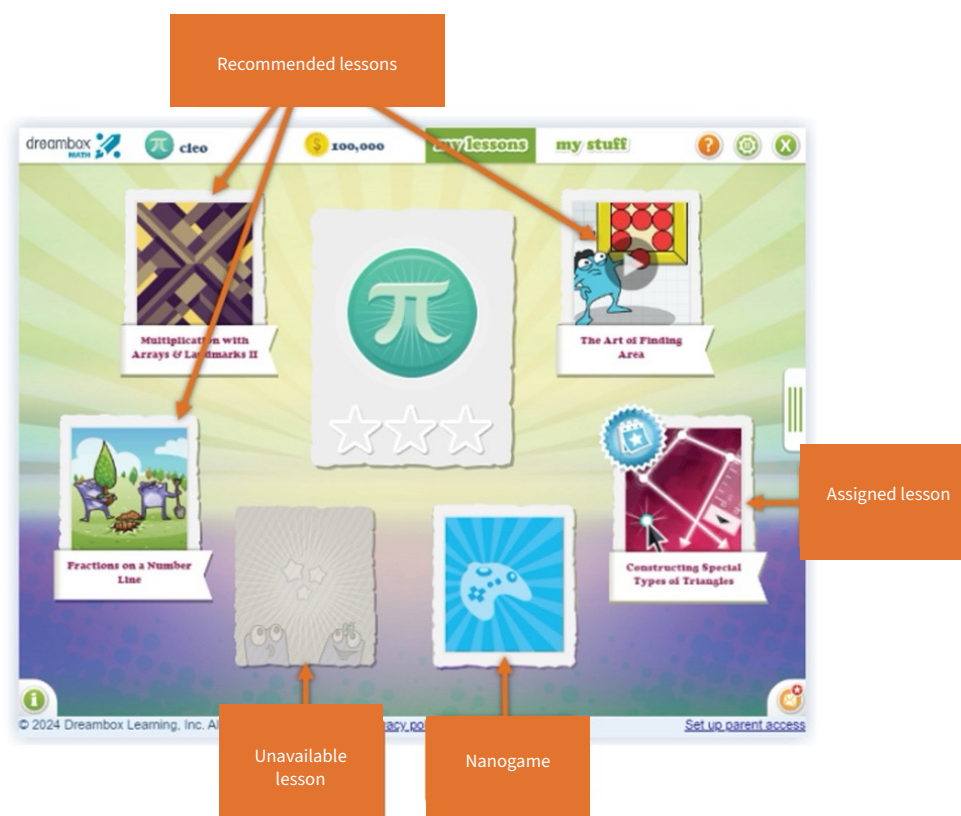 Recommended lessons
dreambox
MATH
π
cleo
$
100,000
my lessons
my stuff
?
X
π
Multiplication with
Arrays & Landmarks II
The Art of Finding
Area
Assigned lesson
Fractions on a Number
Line
Constructing Special
Types of Triangles
i
© 2024 Dreambox Learning, Inc. Al
Set up parent access
Unavailable
lesson
Nanogame